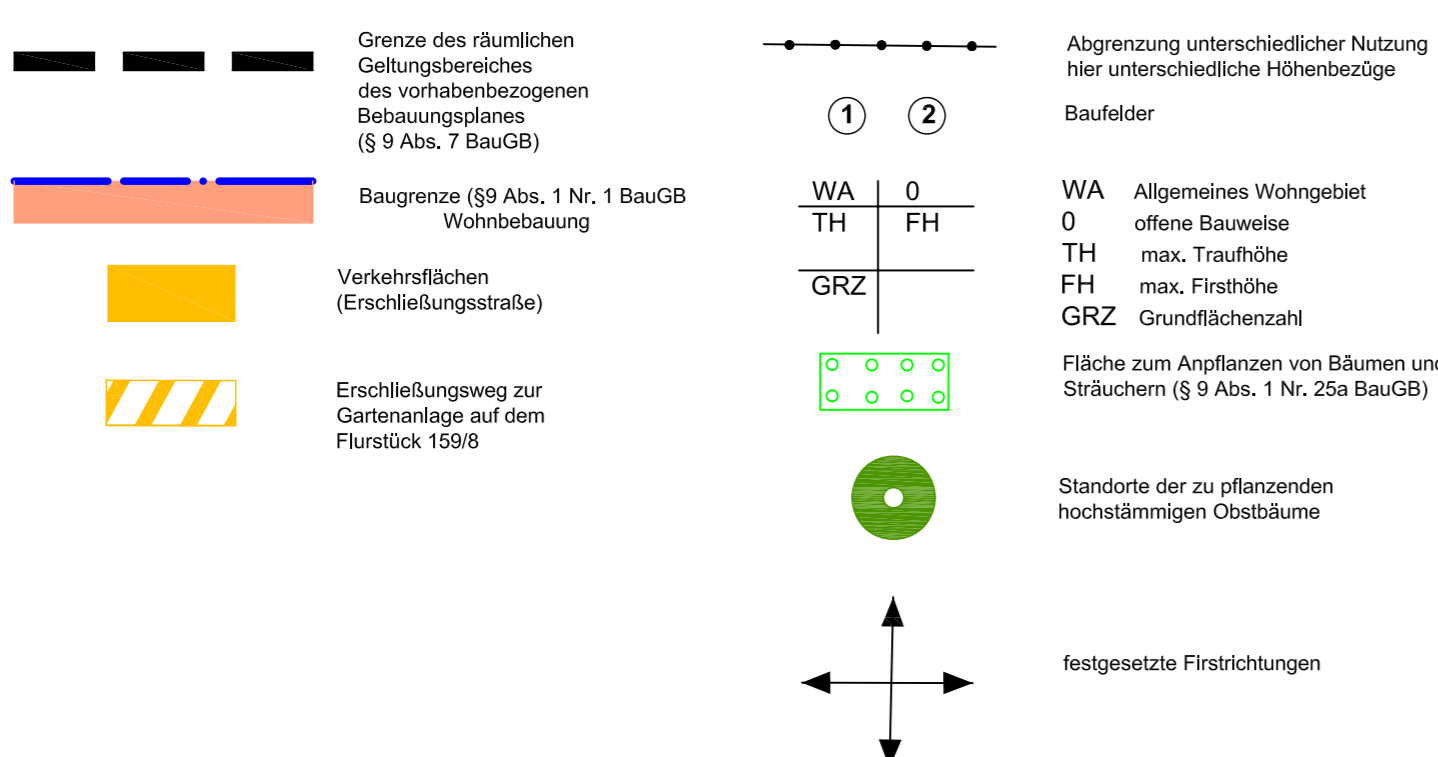 Grenze des räumlichen
Geltungsbereiches
des vorhabenbezogenen
Bebauungsplanes
(§ 9 Abs. 7 BauGB)
Baugrenze (§9 Abs. 1 Nr. 1 BauGB
Wohnbebauung
Verkehrsflächen
(Erschließungsstraße)
Erschließungsweg zur
Gartenanlage auf dem
Flurstück 159/8
Abgrenzung unterschiedlicher Nutzung
hier unterschiedliche Höhenbezüge
1 2 Baufelder
WA 0
TH FH
GRZ
WA Allgemeines Wohngebiet
0 offene Bauweise
TH max. Traufhöhe
FH max. Firsthöhe
GRZ Grundflächenzahl
Fläche zum Anpflanzen von Bäumen und
Sträuchern (§ 9 Abs. 1 Nr. 25a BauGB)
Standorte der zu pflanzenden
hochstämmigen Obstbäume
festgesetzte Firstrichtungen